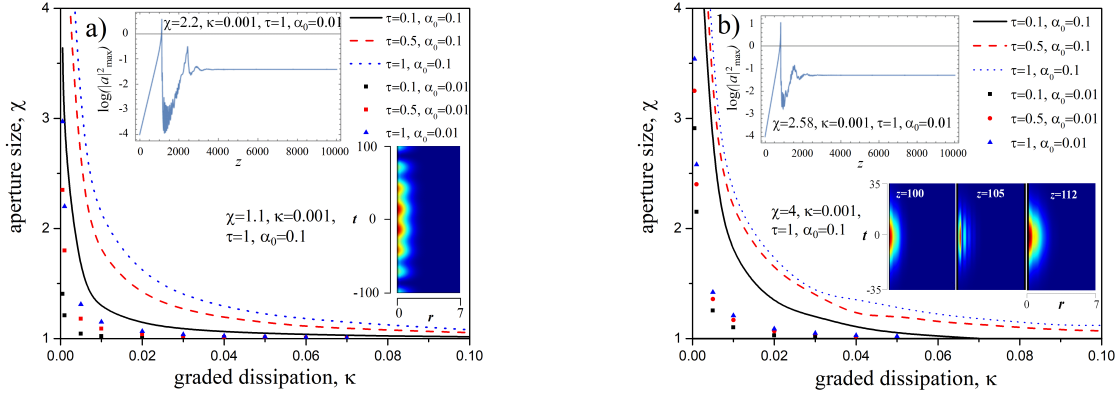 a)
aperture size, χ
graded dissipation, κ
4
3
2
1
0.00 0.02 0.04 0.06 0.08 0.10
χ=2.2, κ=0.001, τ=1, α₀=0.01
log(|a|²max)
1
0
-1
-2
-3
-4
0 2000 4000 6000 8000 10000
z
τ=0.1, α₀=0.1
τ=0.5, α₀=0.1
τ=1, α₀=0.1
τ=0.1, α₀=0.01
τ=0.5, α₀=0.01
τ=1, α₀=0.01
χ=1.1, κ=0.001,
τ=1, α₀=0.1
100
t 0
-100
0 r 7
b)
aperture size, χ
graded dissipation, κ
4
3
2
1
0.00 0.02 0.04 0.06 0.08 0.10
log(|a|²max)
1
0
-1
-2
-3
-4
χ=2.58, κ=0.001, τ=1, α₀=0.01
0 2000 4000 6000 8000 10000
z
τ=0.1, α₀=0.1
τ=0.5, α₀=0.1
τ=1, α₀=0.1
τ=0.1, α₀=0.01
τ=0.5, α₀=0.01
τ=1, α₀=0.01
χ=4, κ=0.001,
τ=1, α₀=0.1
z=100 z=105 z=112
35
t 0
-35
0 r 7